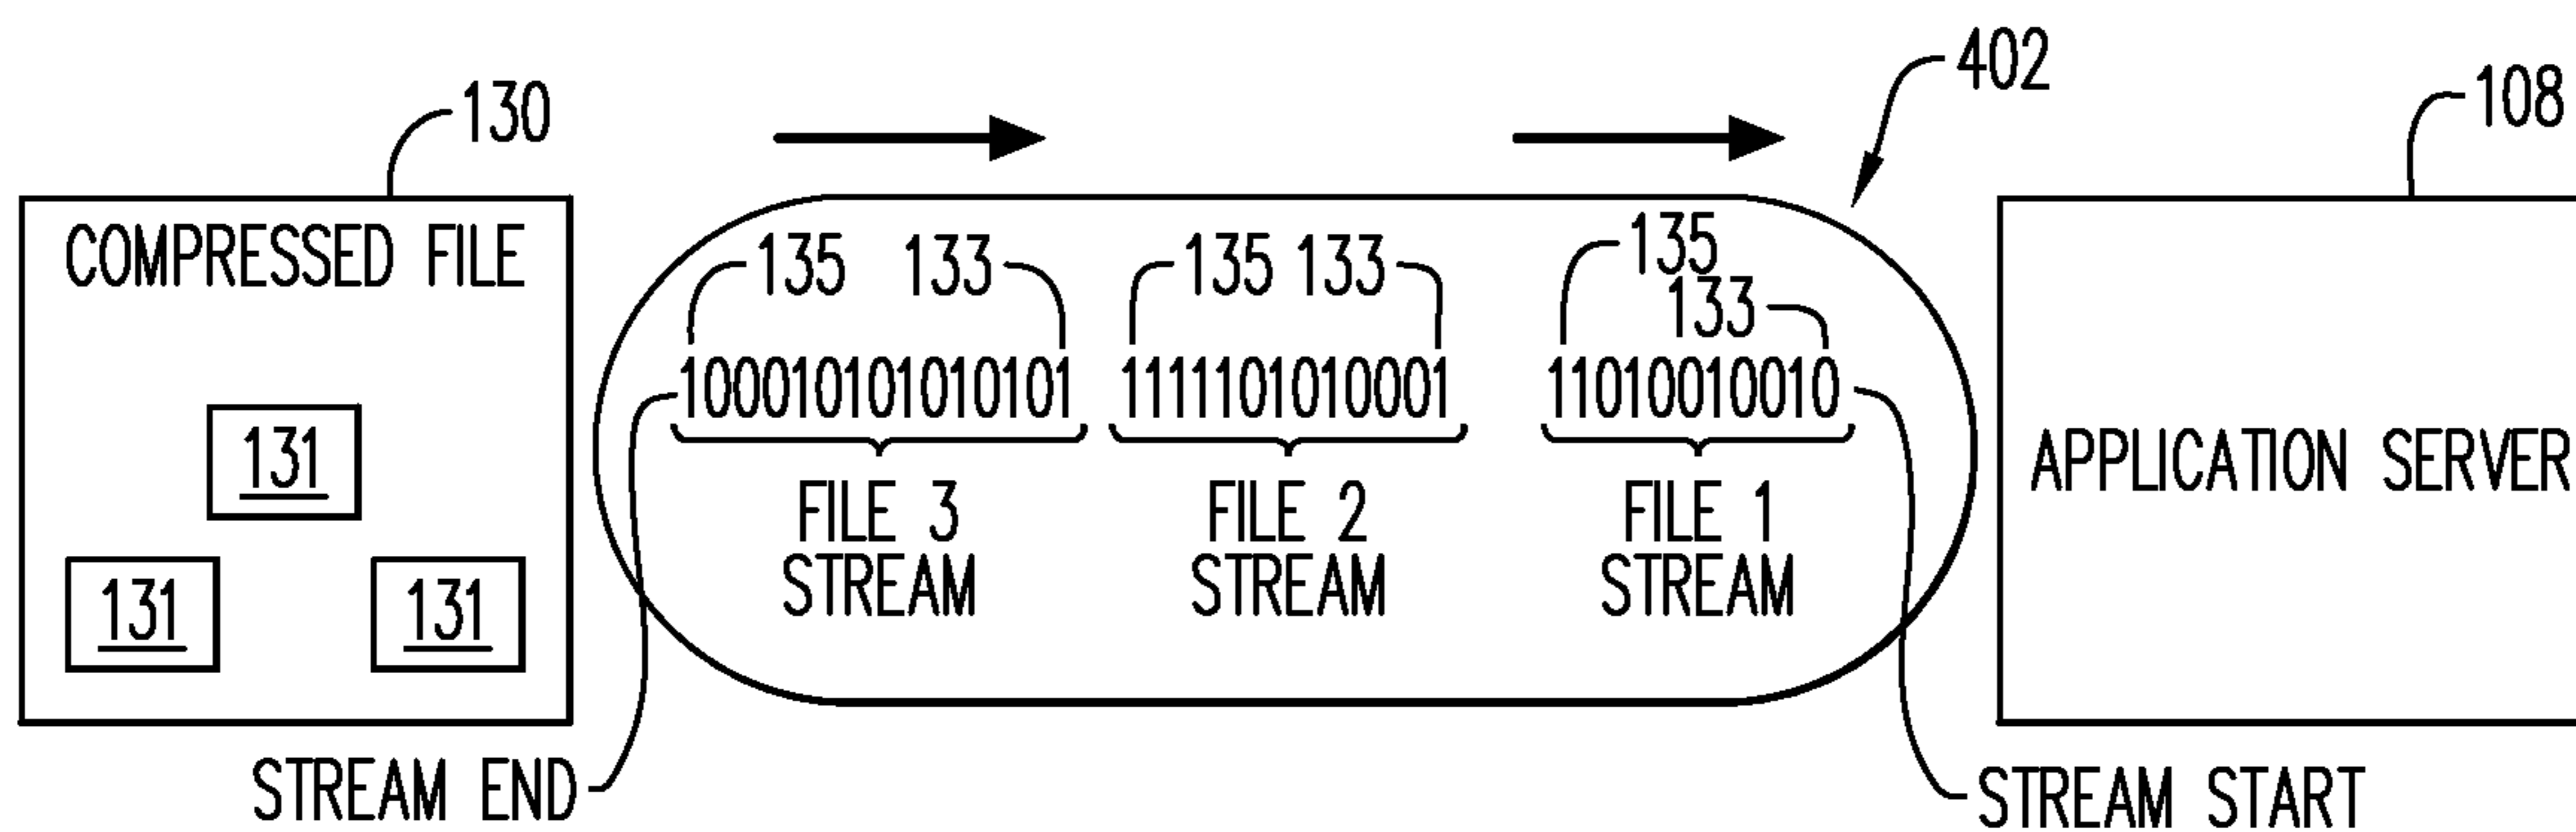 402
130
108
COMPRESSED FILE
131
131
131
135
133
135
133
135
133
10001010101010101
1111101010001
11010010010
FILE 3
STREAM
FILE 2
STREAM
FILE 1
STREAM
APPLICATION SERVER
STREAM END
STREAM START